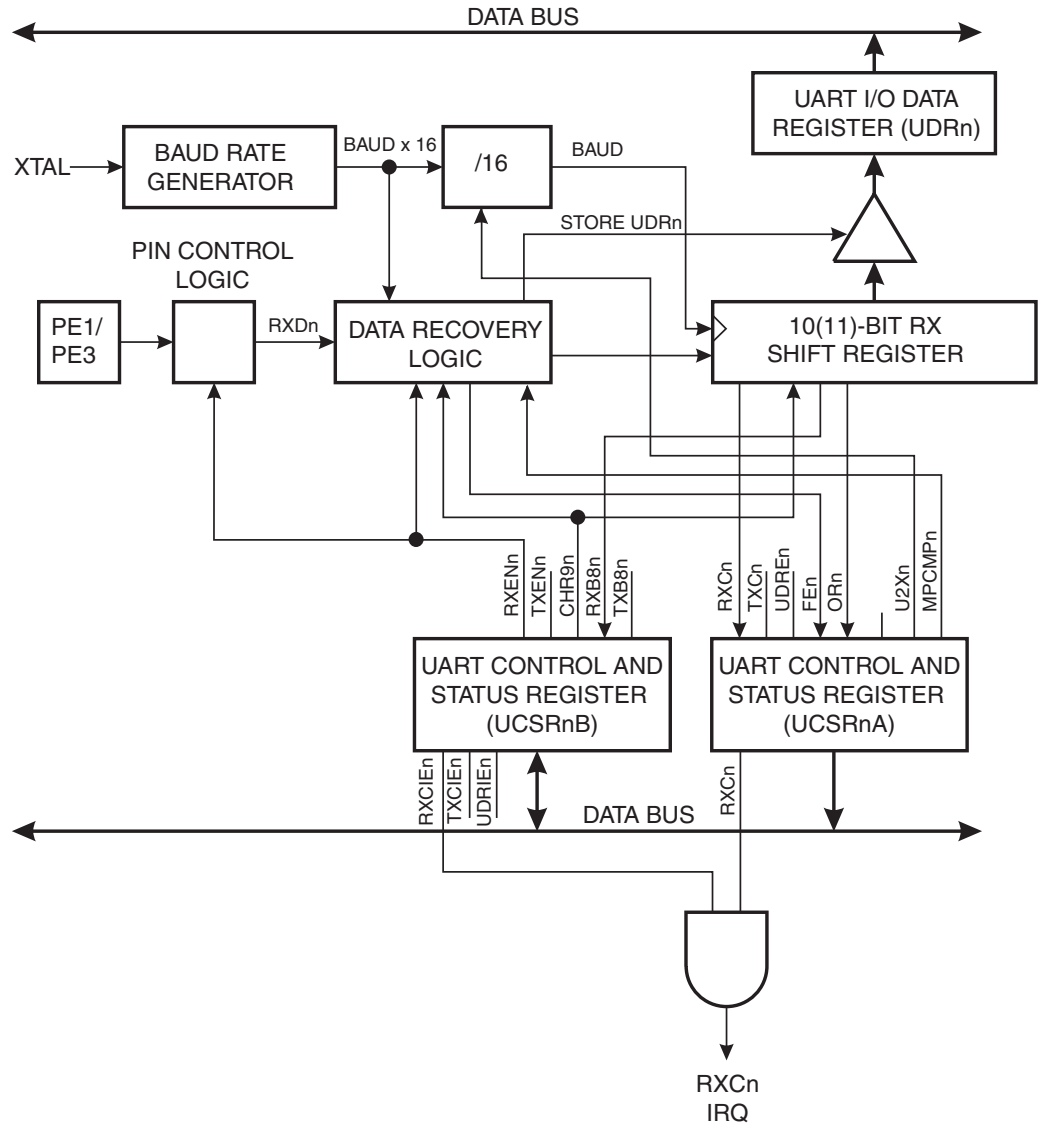 DATA BUS
UART I/O DATA
REGISTER (UDRn)
XTAL
BAUD RATE
GENERATOR
BAUD x 16
/16
BAUD
STORE UDRn
PIN CONTROL
LOGIC
PE1/
PE3
RXDn
DATA RECOVERY
LOGIC
10(11)-BIT RX
SHIFT REGISTER
RXENn
TXENn
CHR9n
RXB8n
TXB8n
RXCn
TXCn
UDREn
FEn
ORn
U2Xn
MPCMPn
UART CONTROL AND
STATUS REGISTER
(UCSRnB)
UART CONTROL AND
STATUS REGISTER
(UCSRnA)
RXCIEn
TXCIEn
UDRIEn
RXCn
DATA BUS
RXCn
IRQ